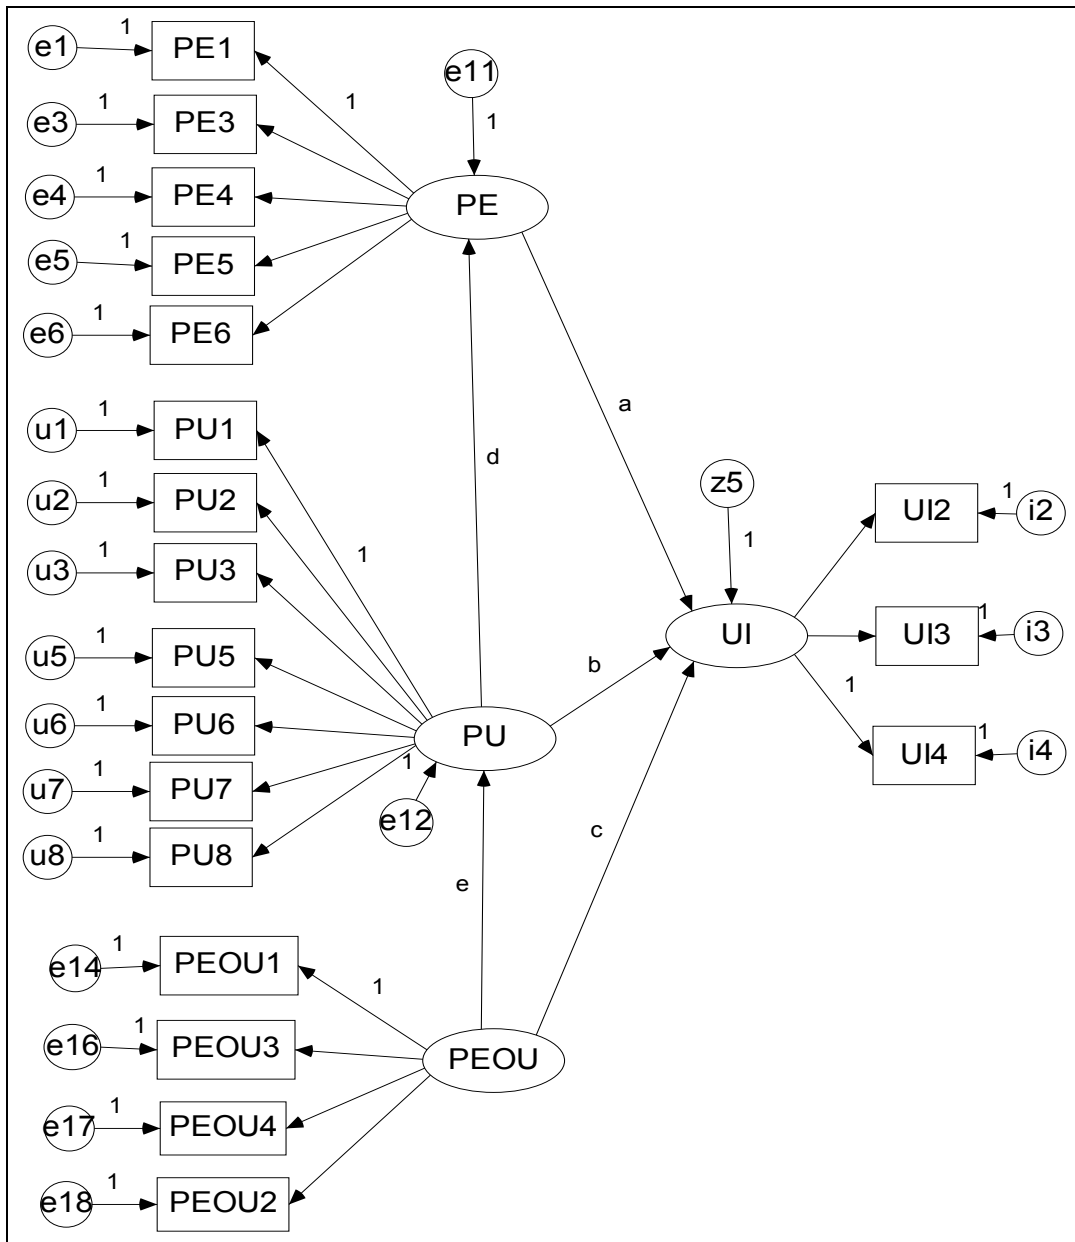 e1 1 PE1
e11
1
1
e3 1 PE3
e4 1 PE4
PE
e5 1 PE5
e6 1 PE6
a
u1 1 PU1
d
u2 1 PU2
1
z5
1
UI2 1 i2
u3 1 PU3
UI
UI3 1 i3
u5 1 PU5
b
1
u6 1 PU6
PU
UI4 1 i4
u7 1 PU7
1
e12
u8 1 PU8
c
e
e14 1 PEOU1
1
e16 1 PEOU3
PEOU
e17 1 PEOU4
e18 1 PEOU2